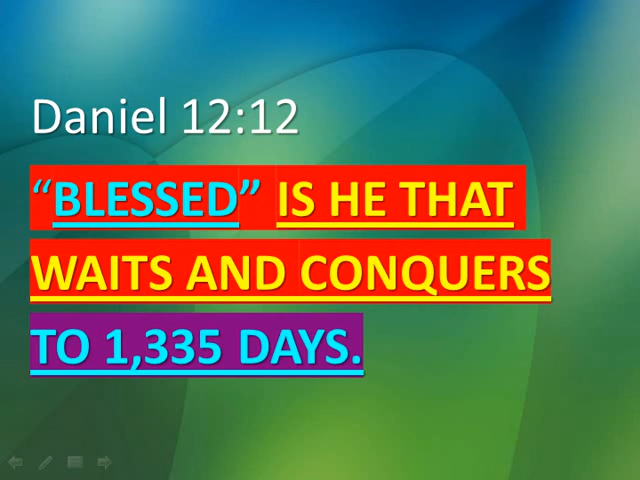 Daniel 12:12
“BLESSED” IS HE THAT
WAITS AND CONQUERS
TO 1,335 DAYS.